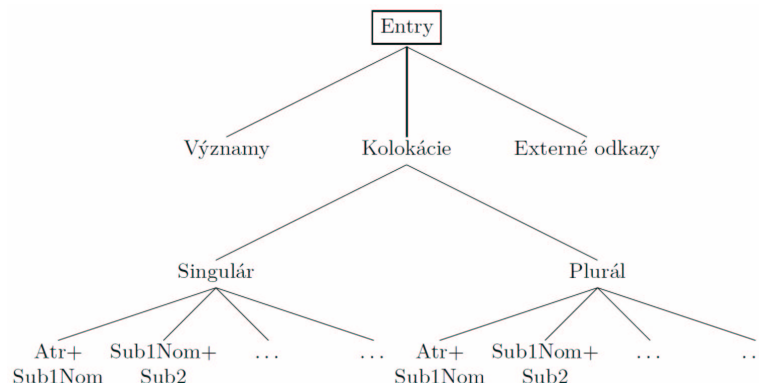 Entry
Významy Kolokácie Externé odkazy
Singulár Plurál
Atr+ Sub1Nom+ ... ... Atr+ Sub1Nom+ ... ..
Sub1Nom Sub2 Sub1Nom Sub2